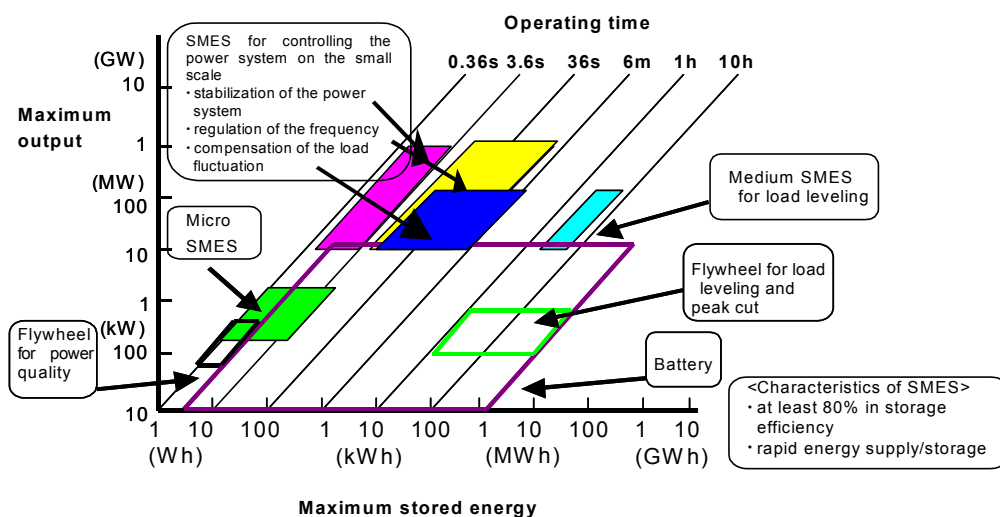 Operating time
SMES for controlling the
power system on the small
scale
・stabilization of the power
system
・regulation of the frequency
・compensation of the load
fluctuation
0.36s 3.6s 36s 6m 1h 10h
(GW)
10
Maximum
output
1
(MW)
100
10
1
(kW)
100
10
Medium SMES
for load leveling
Micro
SMES
Flywheel for load
leveling and
peak cut
Flywheel
for power
quality
Battery
<Characteristics of SMES>
・at least 80% in storage
efficiency
・rapid energy supply/storage
1 10 100 1 10 100 1 10 100 1 10
(Wh) (kWh) (MWh) (GWh)
Maximum stored energy